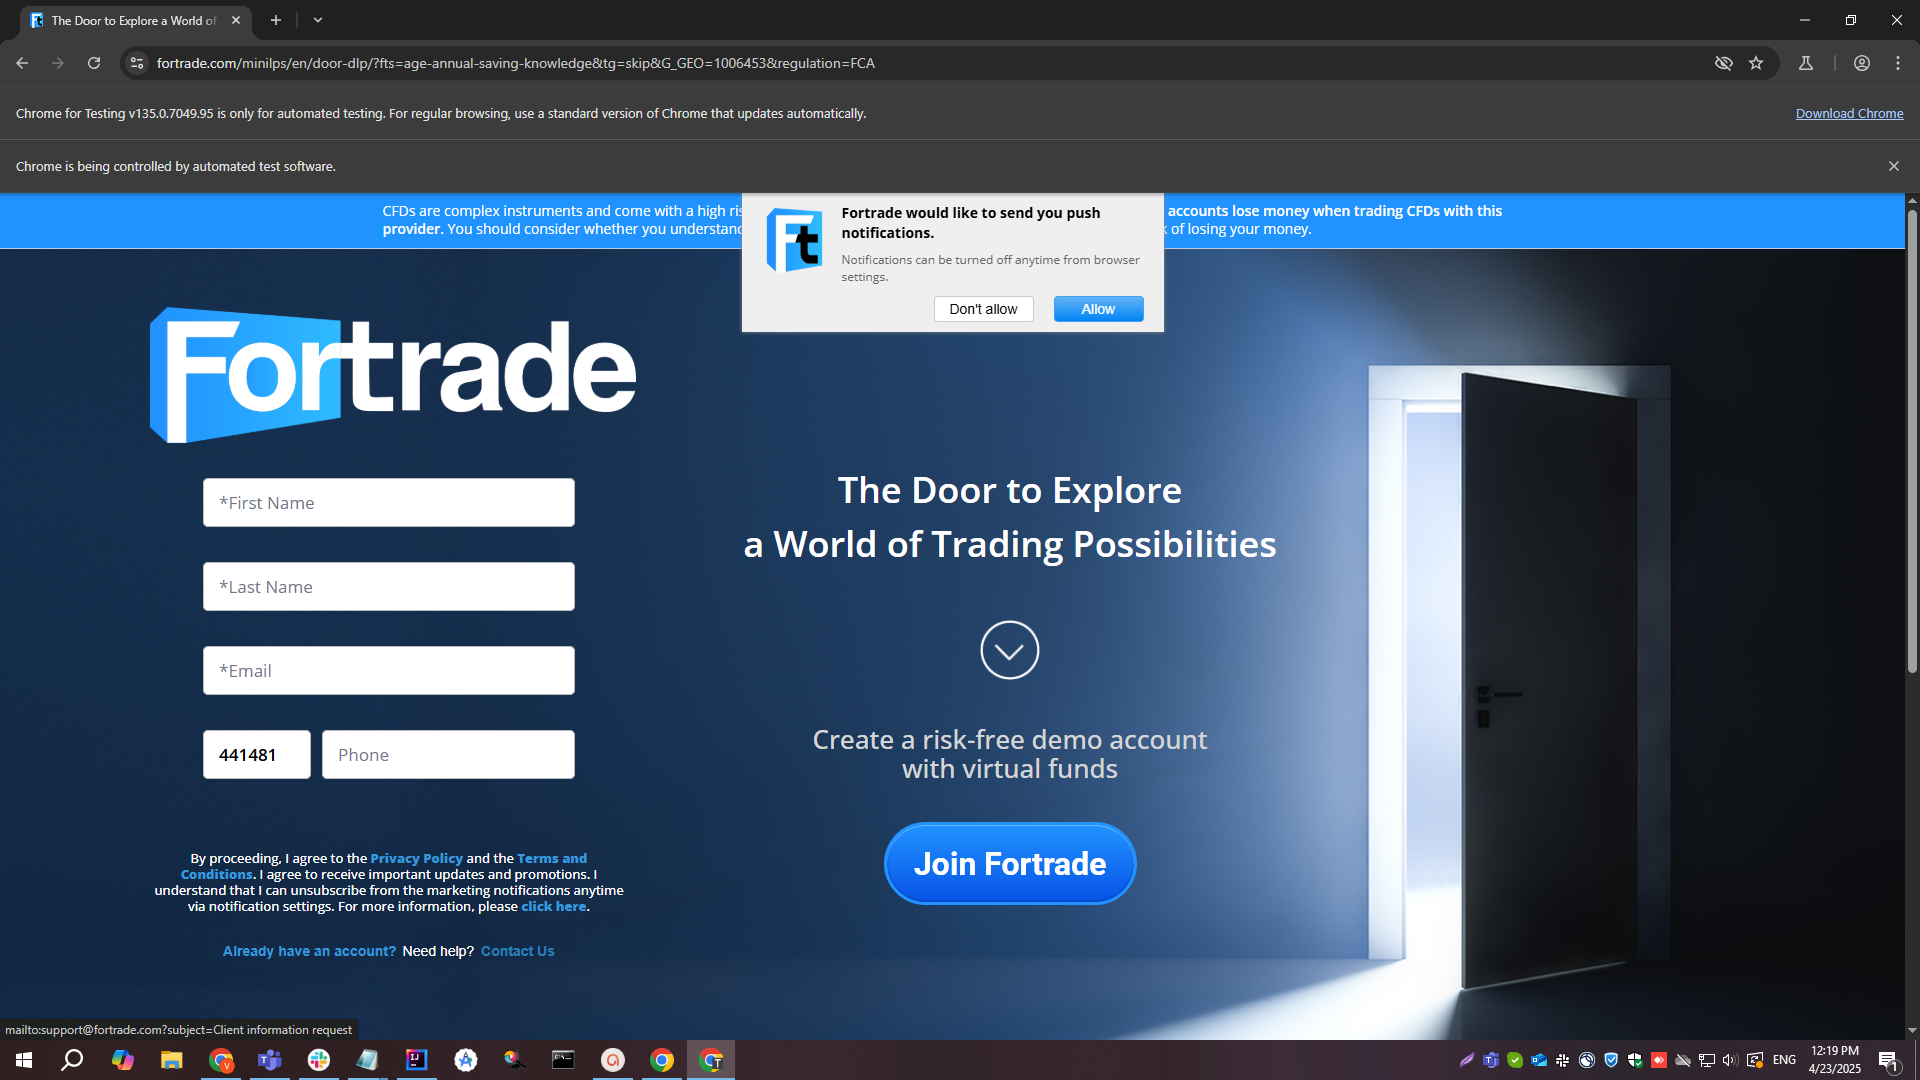 The Door to Explore a World of
fortrade.com/minilps/en/door-dlp/?fts=age-annual-saving-knowledge&tg=skip&G_GEO=1006453&regulation=FCA
Chrome for Testing v135.0.7049.95 is only for automated testing. For regular browsing, use a standard version of Chrome that updates automatically.
Download Chrome
Chrome is being controlled by automated test software.
CFDs are complex instruments and come with a high
accounts lose money when trading CFDs with this
provider. You should consider whether you
of losing your money.
Ft
Fortrade would like to send you push
notifications.
Notifications can be turned off anytime from browser
settings.
Don't allow
Allow
Fortrade
*First Name
*Last Name
*Email
441481
Phone
By proceeding, I agree to the Privacy Policy and the Terms and
Conditions. I agree to receive important updates and promotions. I
understand that I can unsubscribe from the marketing notifications anytime
via notification settings. For more information, please click here.
Already have an account? Need help? Contact Us
The Door to Explore
a World of Trading Possibilities
Create a risk-free demo account
with virtual funds
Join Fortrade
mailto:support@fortrade.com?subject=Client information request
ENG
12:19 PM
4/23/2025
1